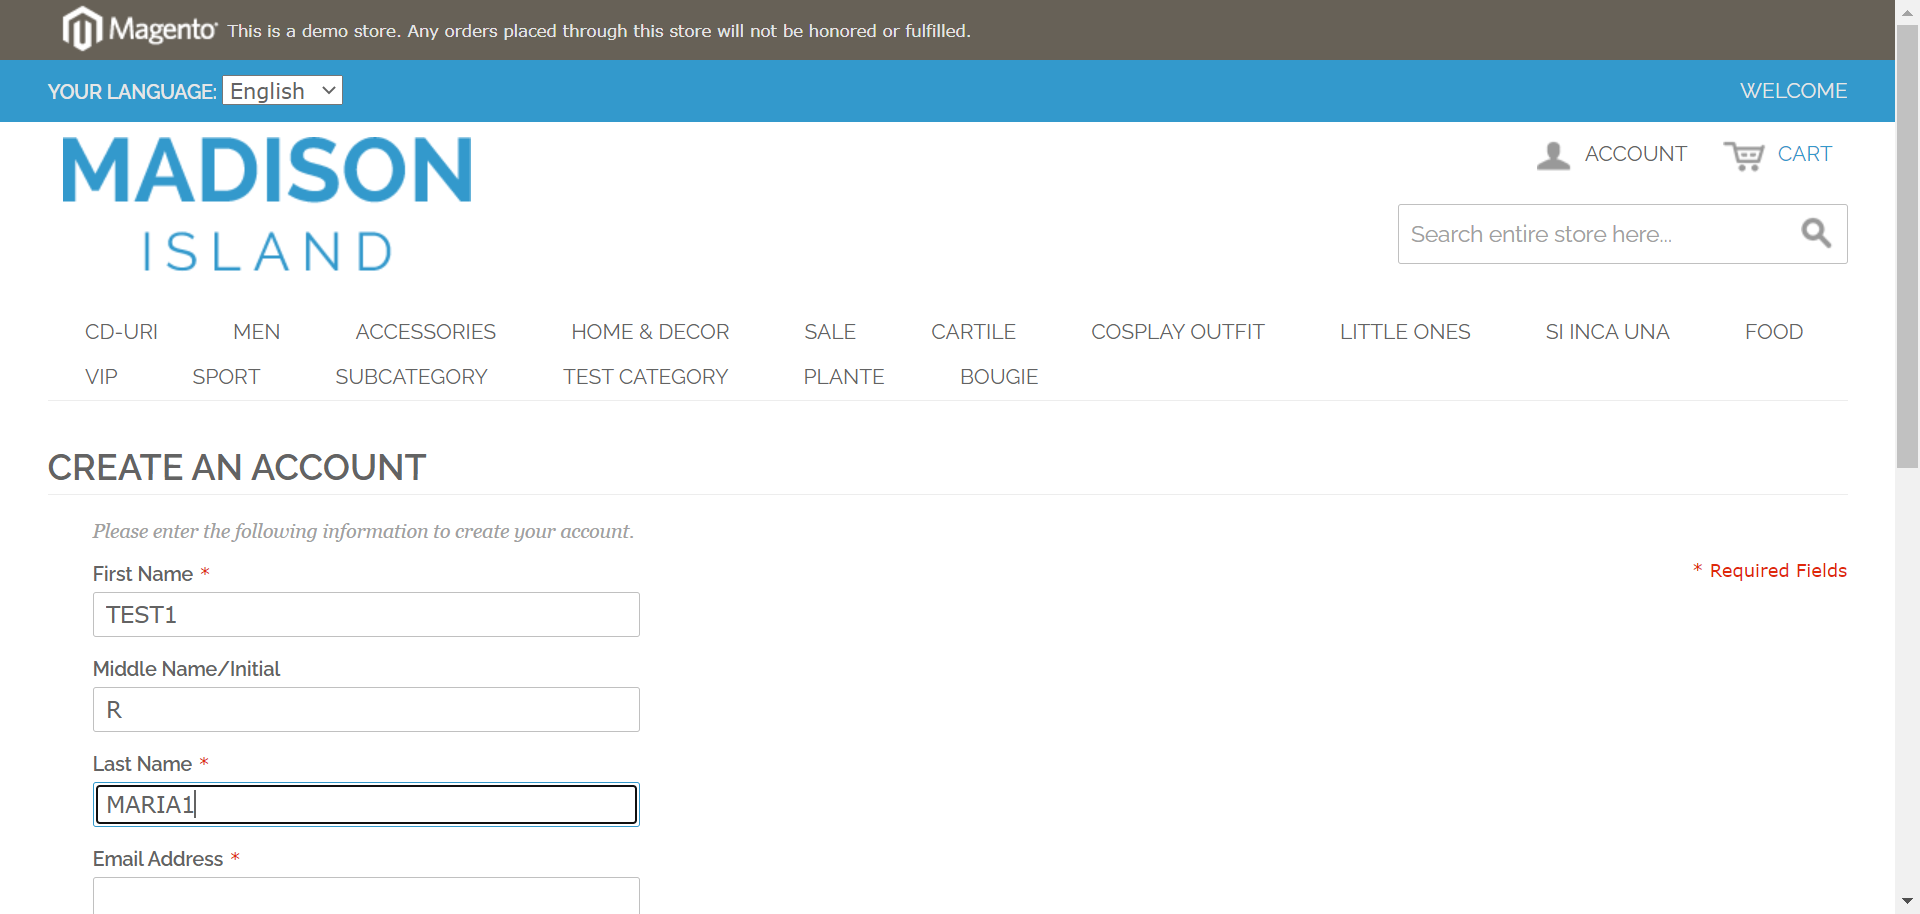 Magento This is a demo store. Any orders placed through this store will not be honored or fulfilled.
YOUR LANGUAGE: English WELCOME
MADISON
ISLAND
ACCOUNT CART
Search entire store here...
CD-URI MEN ACCESSORIES HOME & DECOR SALE CARTILE COSPLAY OUTFIT LITTLE ONES SI INCA UNA FOOD
VIP SPORT SUBCATEGORY TEST CATEGORY PLANTE BOUGIE
CREATE AN ACCOUNT
Please enter the following information to create your account.
First Name *
* Required Fields
TEST1
Middle Name/Initial
R
Last Name *
MARIA1
Email Address *